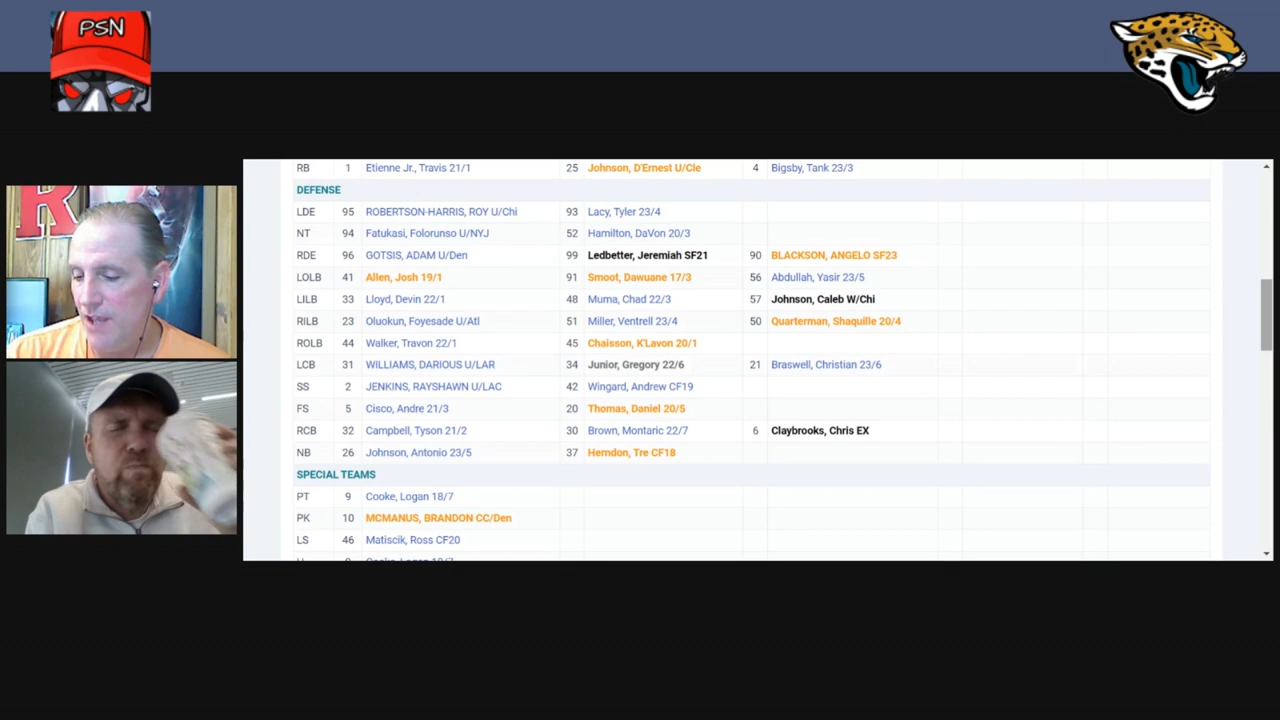 PSN
R
RB 1 Etienne Jr., Travis 21/1 25 Johnson, D'Ernest U/Cle 4 Bigsby, Tank 23/3
DEFENSE
LDE 95 ROBERTSON-HARRIS, ROY U/Chi 93 Lacy, Tyler 23/4
NT 94 Fatukasi, Folorunso U/NYJ 52 Hamilton, DaVon 20/3
RDE 96 GOTSIS, ADAM U/Den 99 Ledbetter, Jeremiah SF21 90 BLACKSON, ANGELO SF23
LOLB 41 Allen, Josh 19/1 91 Smoot, Dawuane 17/3 56 Abdullah, Yasir 23/5
LILB 33 Lloyd, Devin 22/1 48 Muma, Chad 22/3 57 Johnson, Caleb W/Chi
RILB 23 Oluokun, Foyesade U/Atl 51 Miller, Ventrell 23/4 50 Quarterman, Shaquille 20/4
ROLB 44 Walker, Travon 22/1 45 Chaisson, K'Lavon 20/1
LCB 31 WILLIAMS, DARIOUS U/LAR 34 Junior, Gregory 22/6 21 Braswell, Christian 23/6
SS 2 JENKINS, RAYSHAWN U/LAC 42 Wingard, Andrew CF19
FS 5 Cisco, Andre 21/3 20 Thomas, Daniel 20/5
RCB 32 Campbell, Tyson 21/2 30 Brown, Montaric 22/7 6 Claybrooks, Chris EX
NB 26 Johnson, Antonio 23/5 37 Herndon, Tre CF18
SPECIAL TEAMS
PT 9 Cooke, Logan 18/7
PK 10 MCMANUS, BRANDON CC/Den
LS 46 Matiscik, Ross CF20